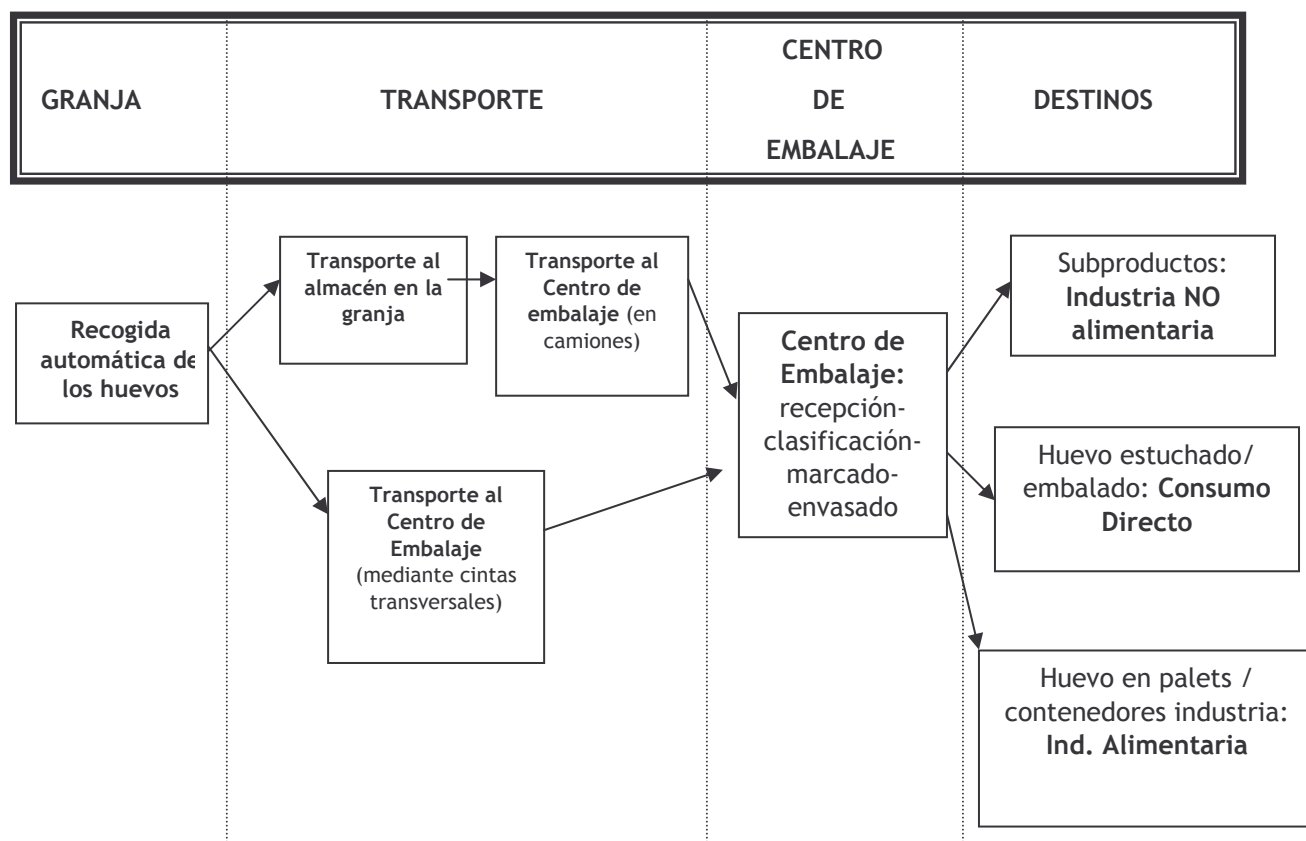 GRANJA
TRANSPORTE
CENTRO
DE
EMBALAJE
DESTINOS
Recogida
automática de
los huevos
Transporte al
almacén en la
granja
Transporte al
Centro de
embalaje (en
camiones)
Transporte al
Centro de
Embalaje
(mediante cintas
transversales)
Centro de
Embalaje:
recepción-
clasificación-
marcado-
envasado
Subproductos:
Industria NO
alimentaria
Huevo estuchado/
embalado: Consumo
Directo
Huevo en palets /
contenedores industria:
Ind. Alimentaria